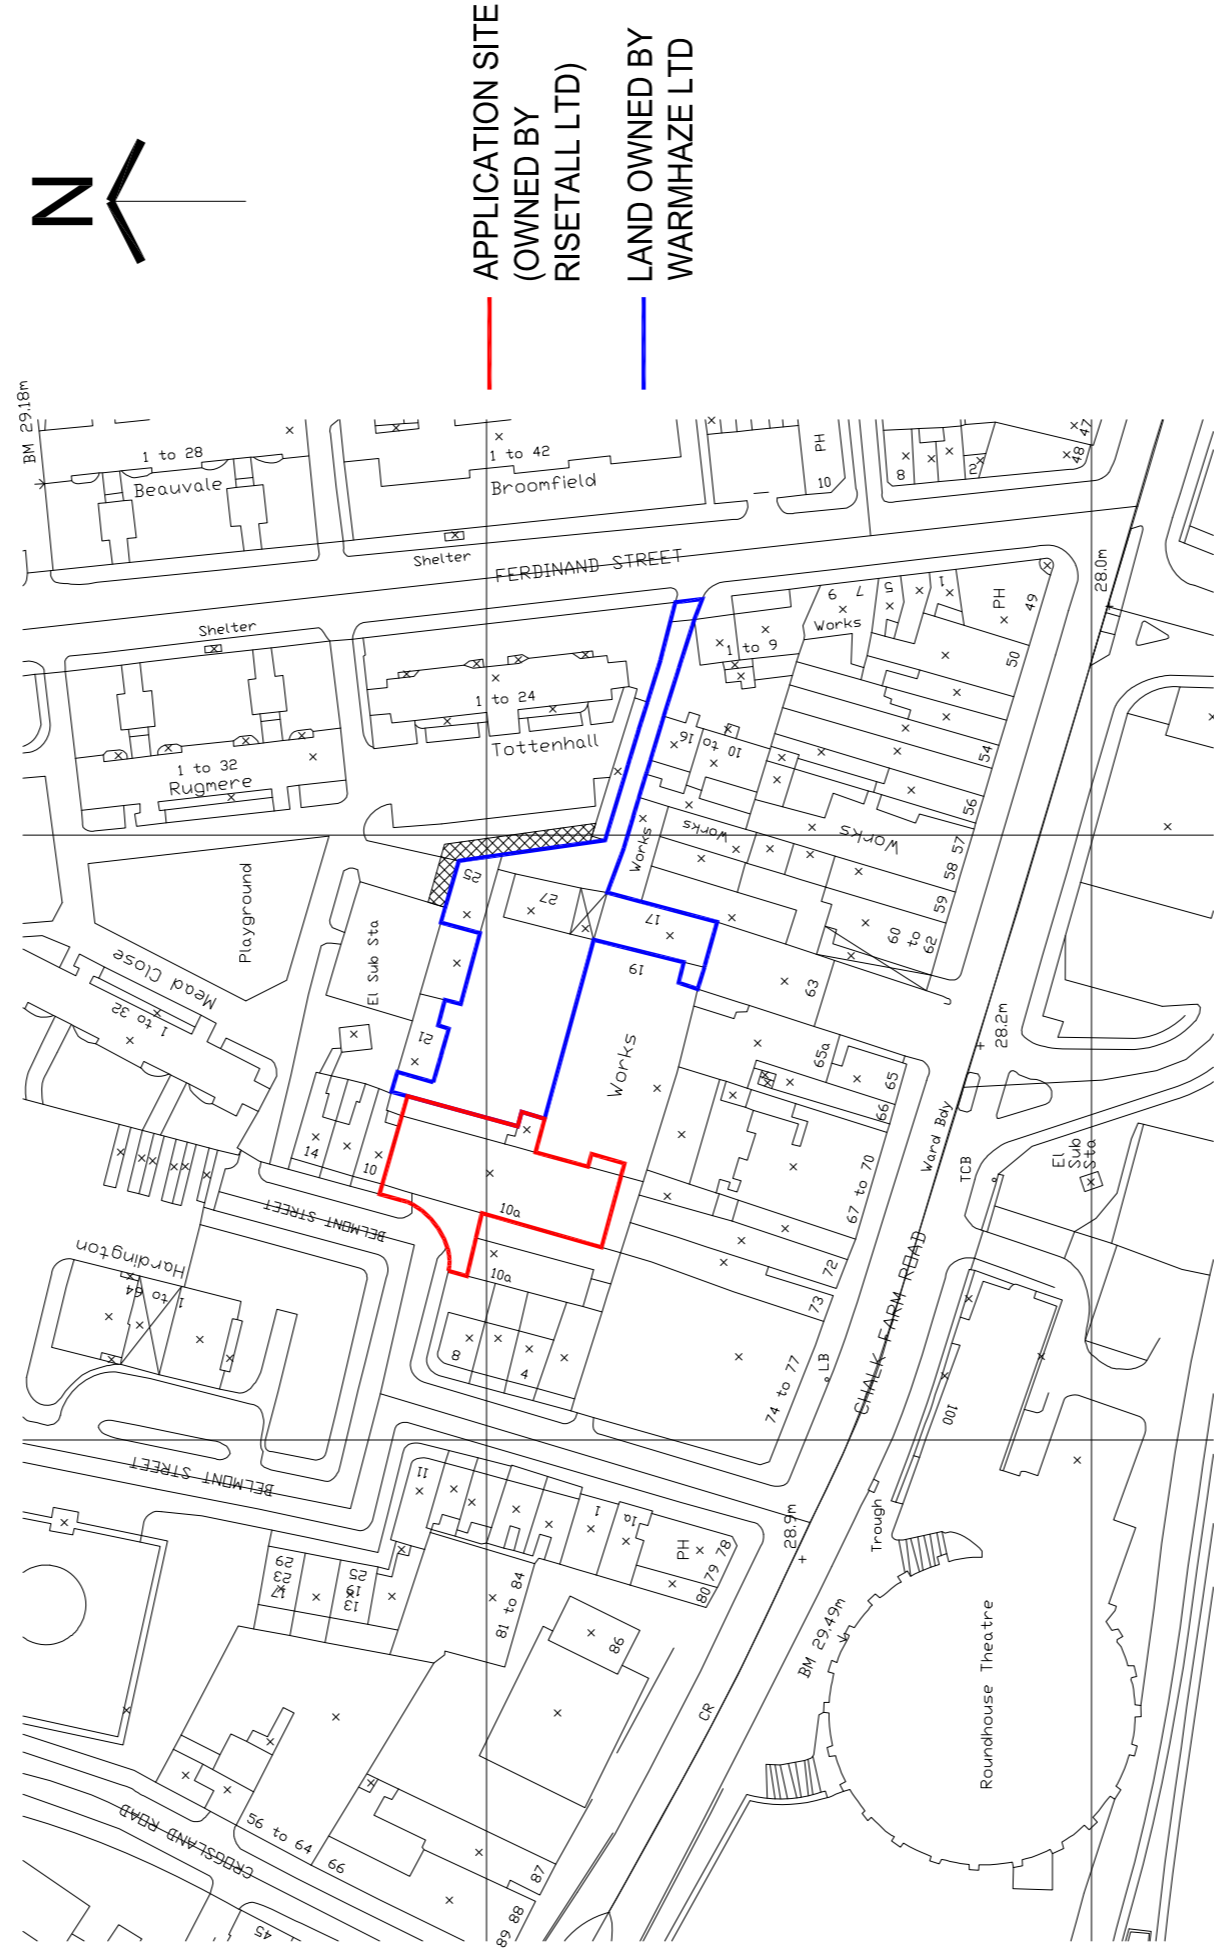 N
APPLICATION SITE
(OWNED BY
RISETALL LTD)
LAND OWNED BY
WARMHAZE LTD
BM 29.18m
1 to 28
Beauvale
1 to 42
Broomfield
PH
10
8
2
47
48
Shelter
FERDINAND STREET
Shelter
28.0m
1 to 24
Tottenhall
1 to 32
Rugmere
1 to 9
Works
9
7
5
1
PH
49
50
54
56
57
58
59
60
to
62
10 to 16
Works
Works
Works
Playground
El Sub Sta
Mead Close
1 to 32
25
27
17
19
21
Works
63
65a
65
66
28.2m
Ward Bdy
TCB
El
Sub
Sta
14
10
10a
10a
BELMONT STREET
Hardington
1 to 64
67 to 70
72
73
74 to 77
LB
CHALK FARM ROAD
100
8
4
BELMONT STREET
11
1
1a
PH
78
79
80
28.9m
Trough
29
23
17
25
19
13
81 to 84
86
BM 29.49m
Roundhouse Theatre
CR
CROGSLAND ROAD
56 to 64
66
87
88
89
45